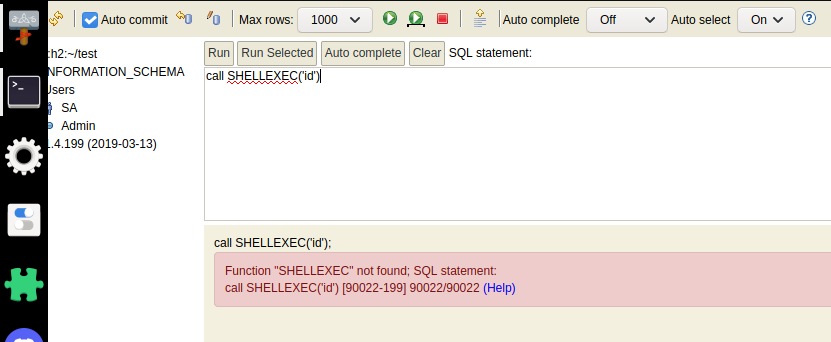 Auto commit Max rows: 1000 Auto complete Off Auto select On
:h2:~/test
NFORMATION_SCHEMA
Users
SA
Admin
1.4.199 (2019-03-13)
Run Run Selected Auto complete Clear SQL statement:
call SHELLEXEC('id')
call SHELLEXEC('id');
Function "SHELLEXEC" not found; SQL statement:
call SHELLEXEC('id') [90022-199] 90022/90022 (Help)